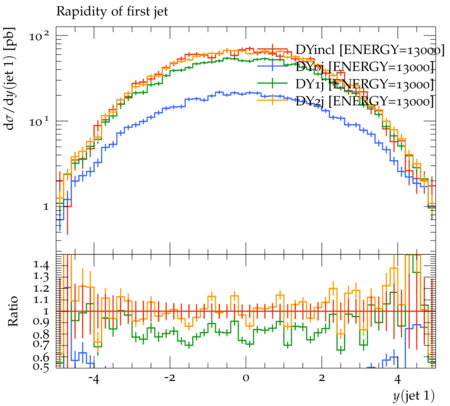 Rapidity of first jet
dσ/dy(jet 1) [pb]
10²
DYincl [ENERGY=13000]
DY0j [ENERGY=13000]
DY1j [ENERGY=13000]
DY2j [ENERGY=13000]
10¹
1
Ratio
1.4
1.3
1.2
1.1
1
0.9
0.8
0.7
0.6
0.5
-4 -2 0 2 4
y(jet 1)